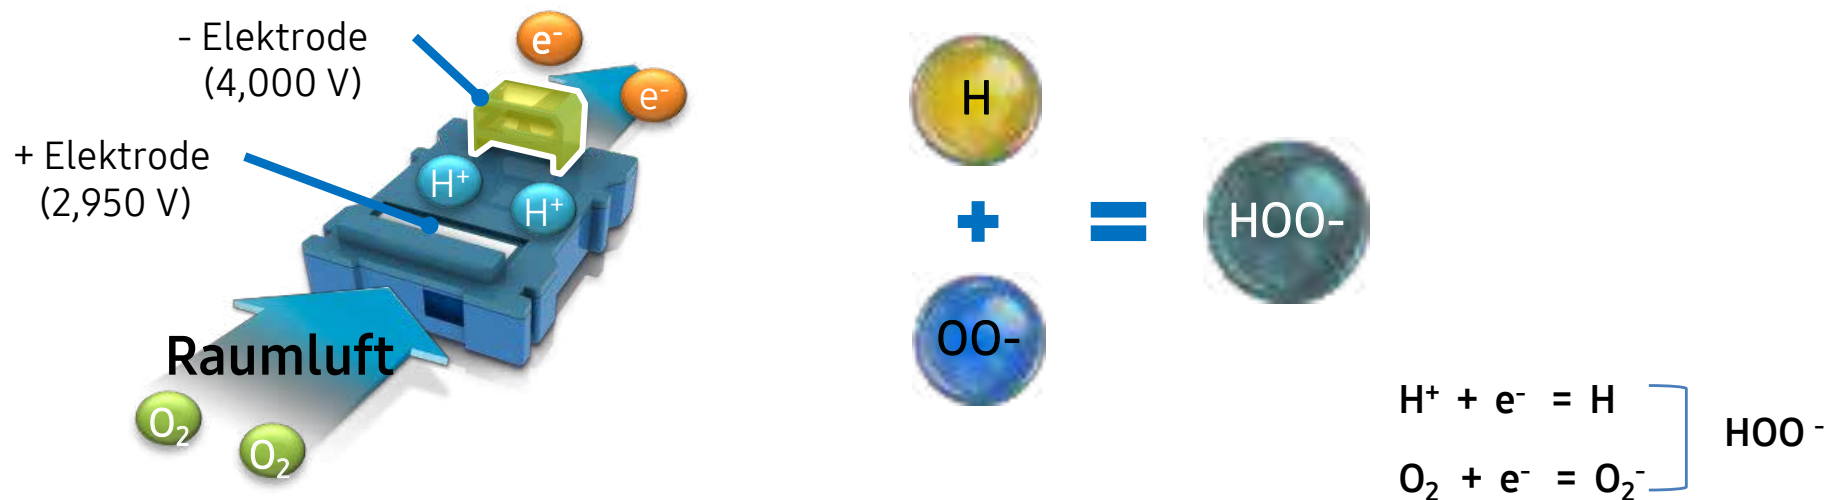 - Elektrode
(4,000 V)
+ Elektrode
(2,950 V)
e⁻
e⁻
H⁺
H⁺
Raumluft
O₂
O₂
H
+
OO-
=
HOO-
H⁺ + e⁻ = H
O₂ + e⁻ = O₂⁻
HOO ⁻